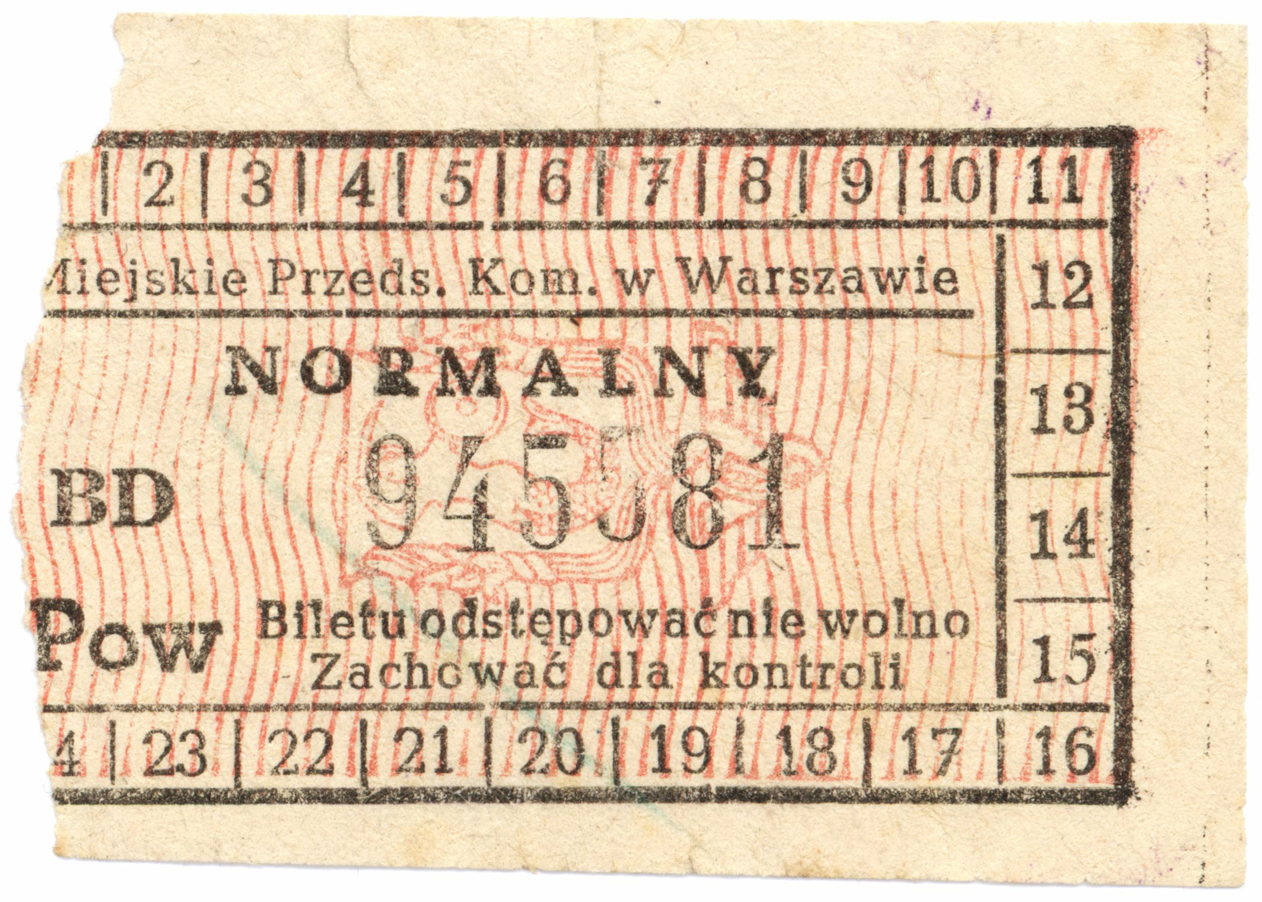 2 3 4 5 6 7 8 9 10 11
Miejskie Przeds. Kom. w Warszawie
12
NORMALNY
13
BD
14
Pow
Biletu odstępować nie wolno
Zachować dla kontroli
15
4 23 22 21 20 19 18 17 16